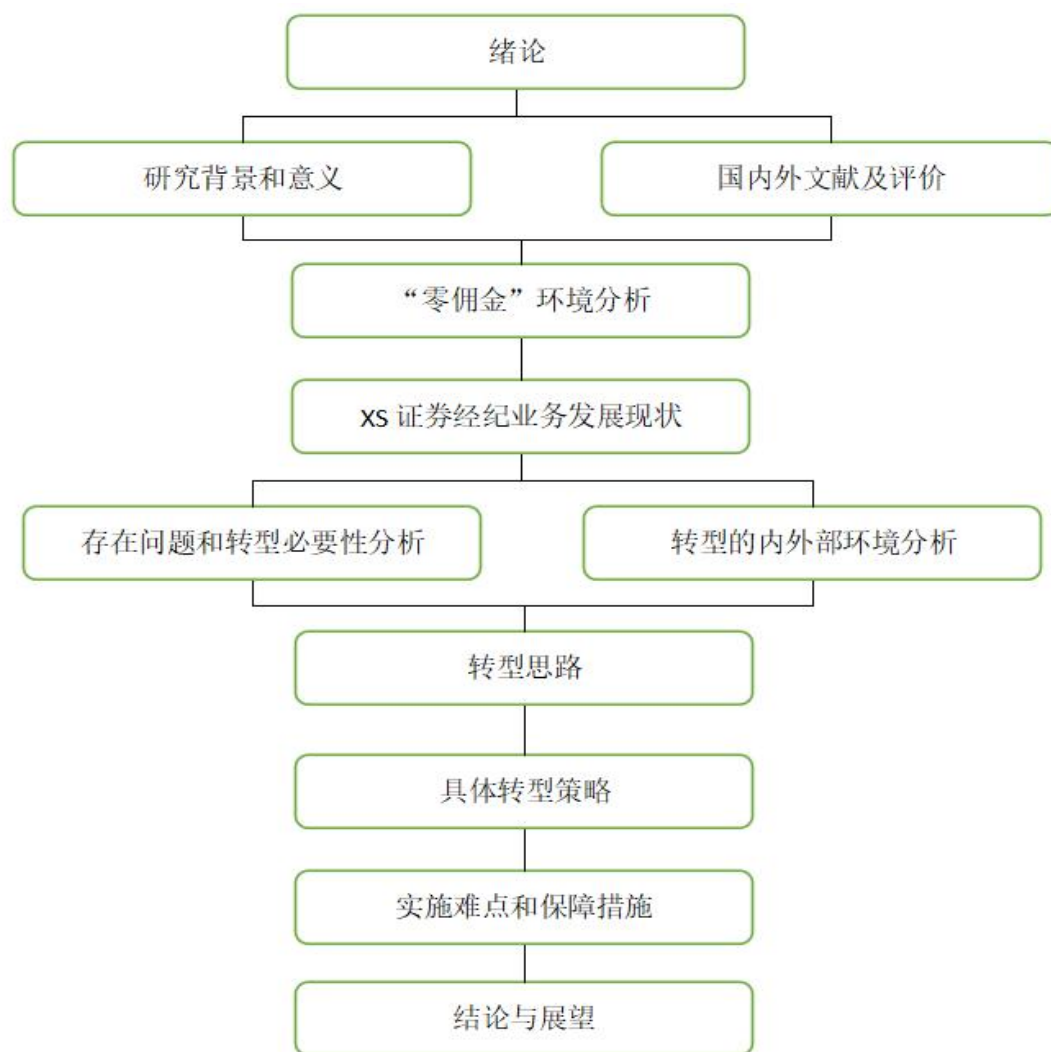 绪论
研究背景和意义
国内外文献及评价
“零佣金”环境分析
XS 证券经纪业务发展现状
存在问题和转型必要性分析
转型的内外部环境分析
转型思路
具体转型策略
实施难点和保障措施
结论与展望